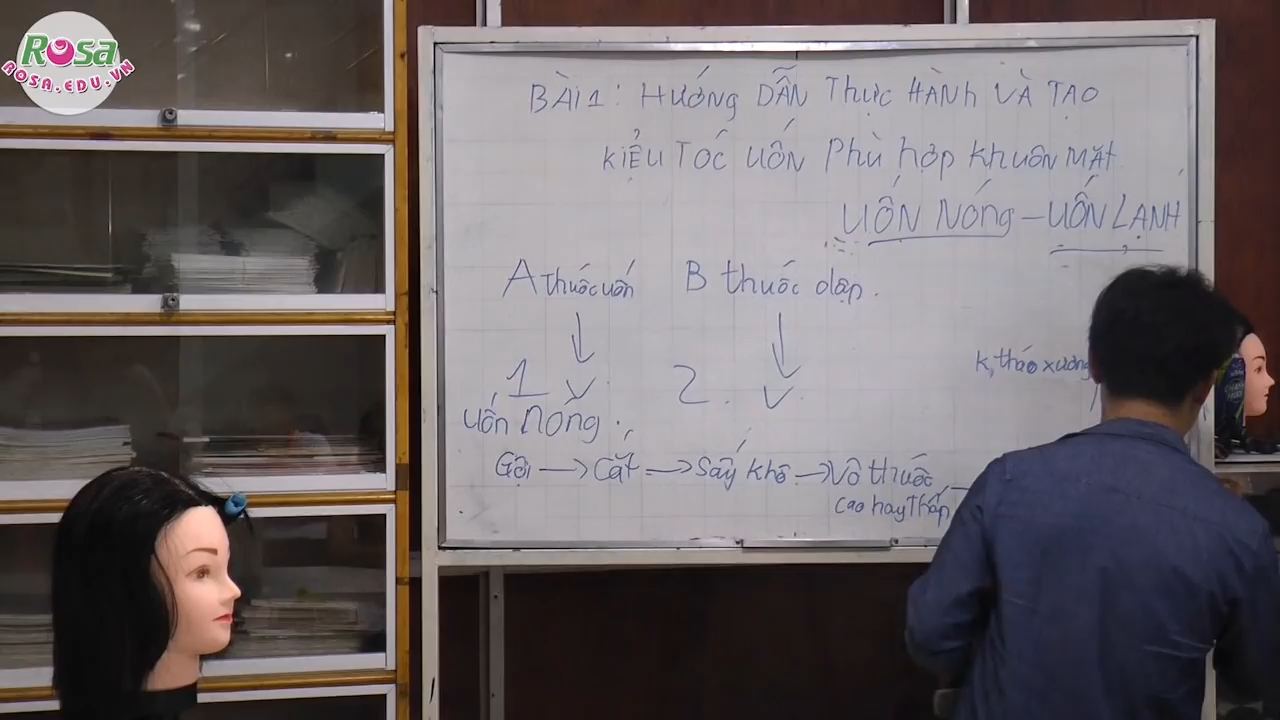 Rosa
ROSA.EDU.VN
BÀI 1: HƯỚNG DẪN THỰC HÀNH VÀ TẠO
KIỂU TÓC UỐN PHÙ HỢP KHUÔN MẶT
UỐN NÓNG – UỐN LẠNH
A thuốc uốn B thuốc dập.
1 2.
uốn nóng.
K, tháo xương
Gội → Cắt → Sấy khô → Vô thuốc
cao hay thấp